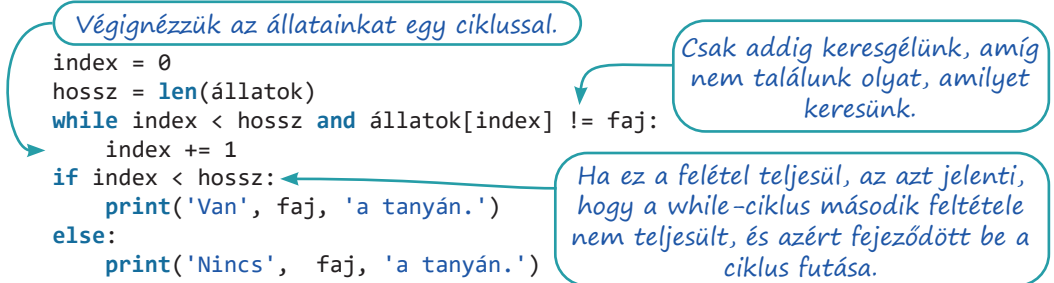 Végignézzük az állatainkat egy ciklussal.
index = 0
hossz = len(állatok)
while index < hossz and állatok[index] != faj:
    index += 1
if index < hossz:
    print('Van', faj, 'a tanyán.')
else:
    print('Nincs',  faj, 'a tanyán.')
Csak addig keresgélünk, amíg
nem találunk olyat, amilyet
keresünk.
Ha ez a felétel teljesül, az azt jelenti,
hogy a while-ciklus második feltétele
nem teljesült, és azért fejeződött be a
ciklus futása.